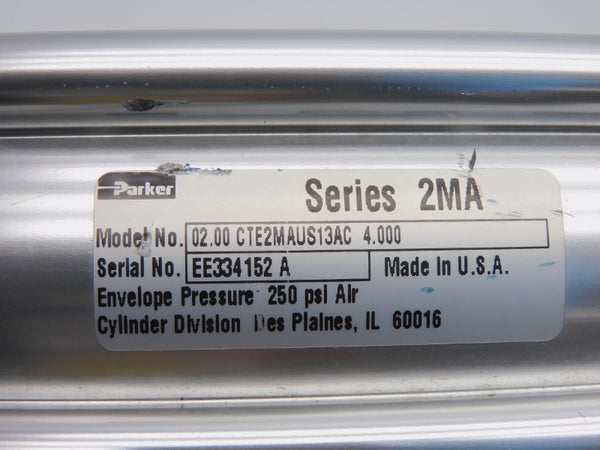 Parker Series 2MA
Model No. 02.00 CTE2MAUS13AC 4.000
Serial No. EE334152 A Made in U.S.A.
Envelope Pressure 250 psi Air
Cylinder Division Des Plaines, IL 60016